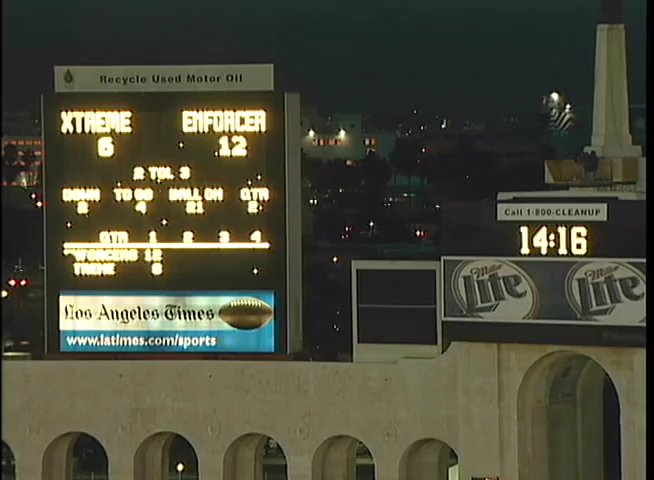 Recycle Used Motor Oil
XTREME ENFORCER
6 12
2 TOL 3
DOWN TO GO BALL ON QTR
2 4 21 2
QTR 1 2 3 4
NFORCERS 12
TREME 6
Los Angeles Times
www.latimes.com/sports
Call 1-800-CLEANUP
14:16
Miller Lite
Miller Lite